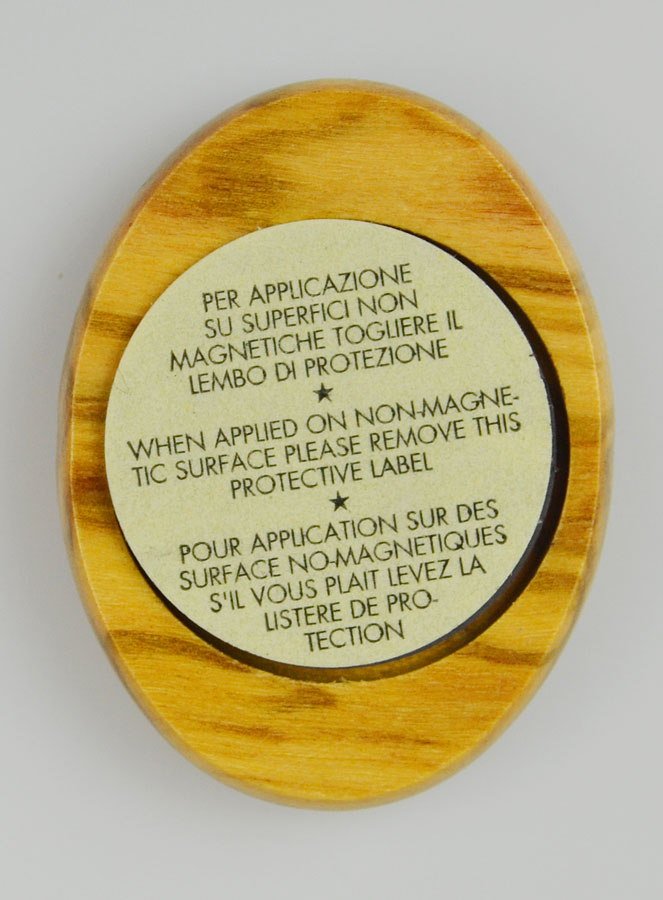 PER APPLICAZIONE
SU SUPERFICI NON
MAGNETICHE TOGLIERE IL
LEMBO DI PROTEZIONE
★
WHEN APPLIED ON NON-MAGNE-
TIC SURFACE PLEASE REMOVE THIS
PROTECTIVE LABEL
★
POUR APPLICATION SUR DES
SURFACE NO-MAGNETIQUES
S'IL VOUS PLAIT LEVEZ LA
LISTERE DE PRO-
TECTION